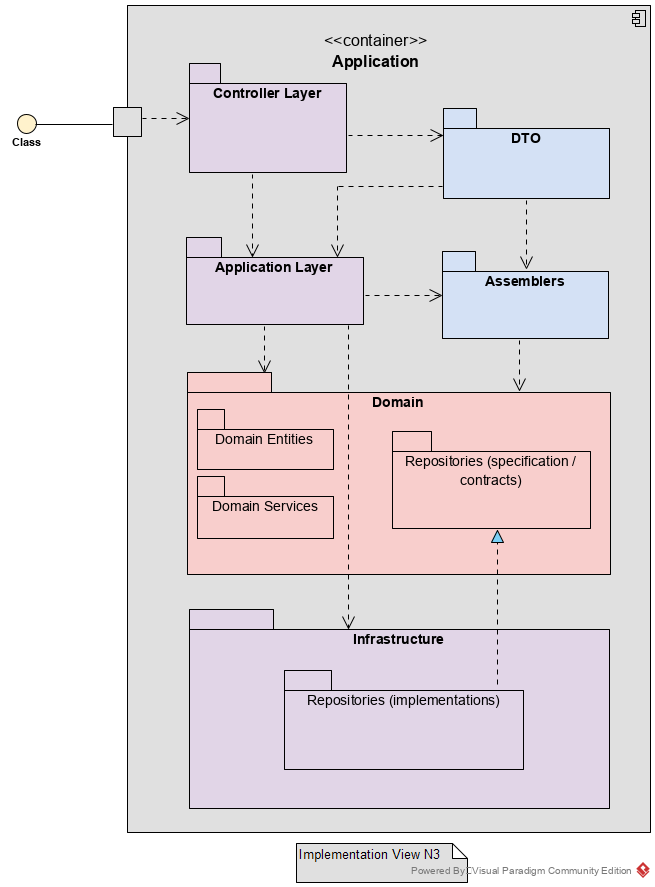 <<container>>
Application
Controller Layer
DTO
Class
Application Layer
Assemblers
Domain
Domain Entities
Repositories (specification /
contracts)
Domain Services
Infrastructure
Repositories (implementations)
Implementation View N3
Powered By Visual Paradigm Community Edition